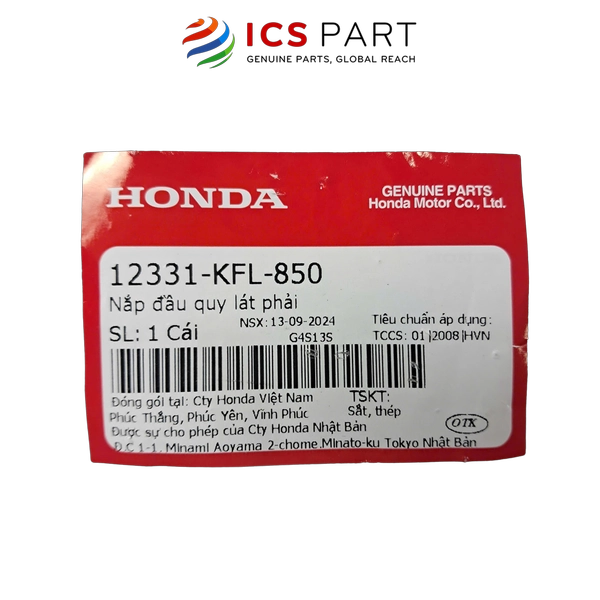 ICS PART
GENUINE PARTS, GLOBAL REACH
HONDA
GENUINE PARTS
Honda Motor Co., Ltd.
12331-KFL-850
Nắp đầu quy lát phải
SL: 1 Cái
NSX: 13-09-2024
G4S13S
Tiêu chuẩn áp dụng:
TCCS: 01|2008|HVN
Đóng gói tại: Cty Honda Việt Nam
Phúc Thắng, Phúc Yên, Vĩnh Phúc
TSKT:
Sắt, thép
Được sự cho phép của Cty Honda Nhật Bản
Đ.C 1-1, Minami Aoyama 2-chome,Minato-ku Tokyo Nhật Bản
OTK